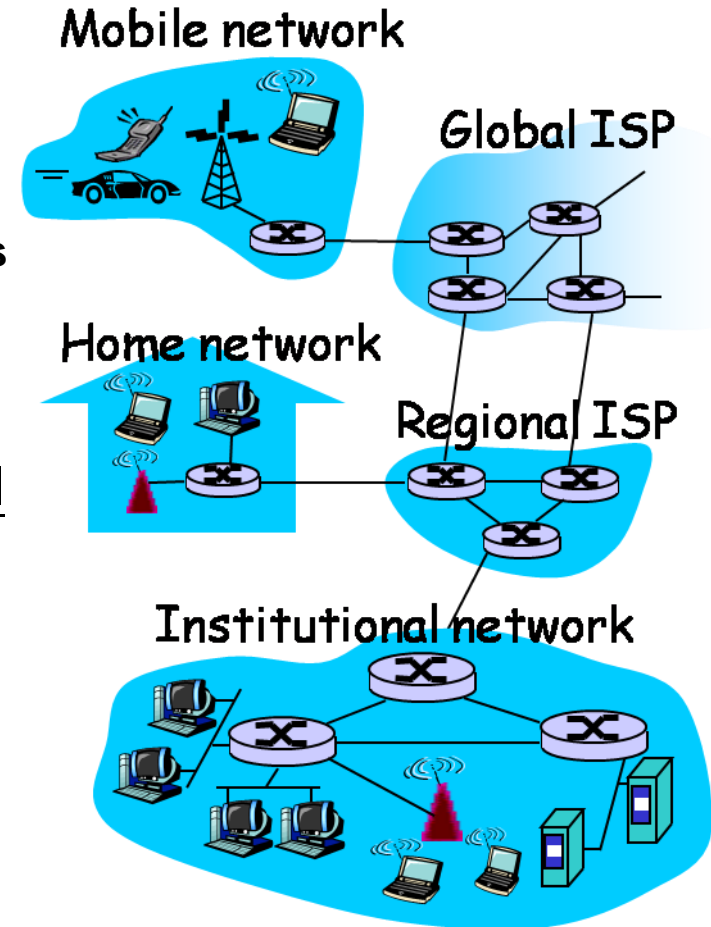 Mobile network
Global ISP
s
Home network
Regional ISP
l
Institutional network